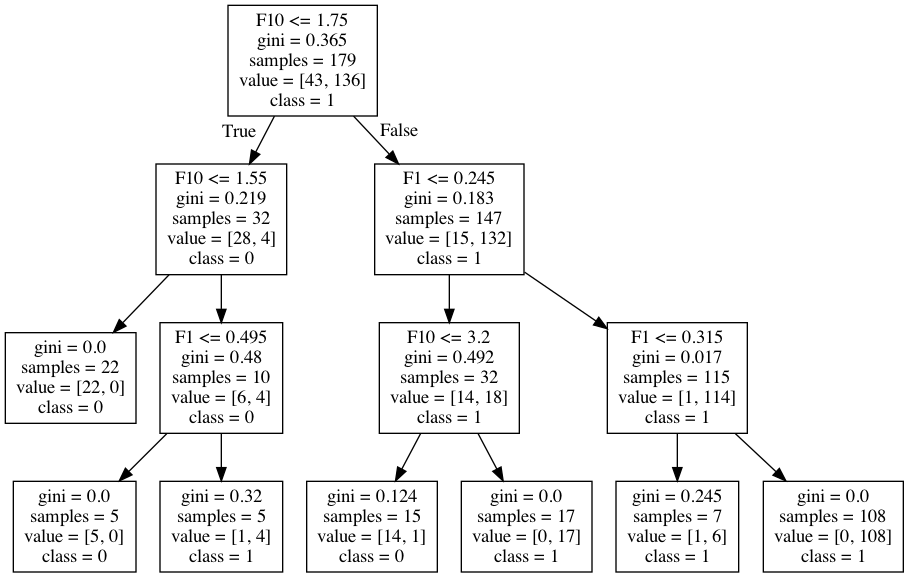 F10 <= 1.75
gini = 0.365
samples = 179
value = [43, 136]
class = 1
True
False
F10 <= 1.55
gini = 0.219
samples = 32
value = [28, 4]
class = 0
F1 <= 0.245
gini = 0.183
samples = 147
value = [15, 132]
class = 1
gini = 0.0
samples = 22
value = [22, 0]
class = 0
F1 <= 0.495
gini = 0.48
samples = 10
value = [6, 4]
class = 0
F10 <= 3.2
gini = 0.492
samples = 32
value = [14, 18]
class = 1
F1 <= 0.315
gini = 0.017
samples = 115
value = [1, 114]
class = 1
gini = 0.0
samples = 5
value = [5, 0]
class = 0
gini = 0.32
samples = 5
value = [1, 4]
class = 1
gini = 0.124
samples = 15
value = [14, 1]
class = 0
gini = 0.0
samples = 17
value = [0, 17]
class = 1
gini = 0.245
samples = 7
value = [1, 6]
class = 1
gini = 0.0
samples = 108
value = [0, 108]
class = 1